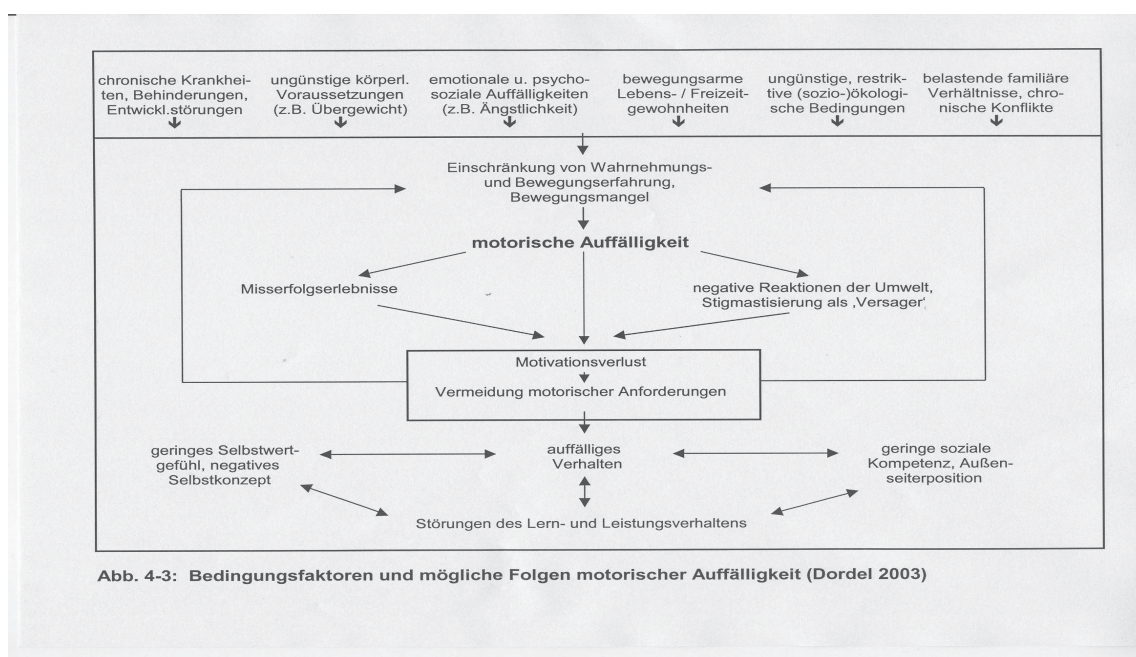 chronische Krankhei-
ten, Behinderungen,
Entwickl.störungen
ungünstige körperl.
Voraussetzungen
(z.B. Übergewicht)
emotionale u. psycho-
soziale Auffälligkeiten
(z.B. Ängstlichkeit)
bewegungsarme
Lebens- / Freizeit-
gewohnheiten
ungünstige, restrik-
tive (sozio-)ökologi-
sche Bedingungen
belastende familiäre
Verhältnisse, chro-
nische Konflikte
Einschränkung von Wahrnehmungs-
und Bewegungserfahrung,
Bewegungsmangel
motorische Auffälligkeit
Misserfolgserlebnisse
negative Reaktionen der Umwelt,
Stigmastisierung als ‚Versager‘
Motivationsverlust
Vermeidung motorischer Anforderungen
geringes Selbstwert-
gefühl, negatives
Selbstkonzept
auffälliges
Verhalten
geringe soziale
Kompetenz, Außen-
seiterposition
Störungen des Lern- und Leistungsverhaltens
Abb. 4-3: Bedingungsfaktoren und mögliche Folgen motorischer Auffälligkeit (Dordel 2003)